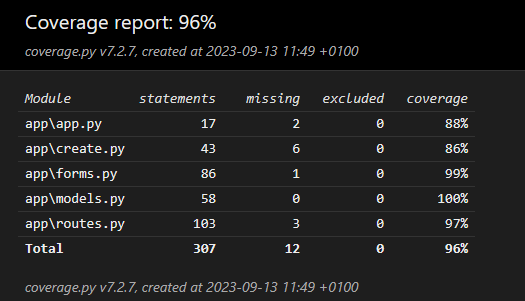 Coverage report: 96%
coverage.py v7.2.7, created at 2023-09-13 11:49 +0100
Module statements missing excluded coverage
app\app.py 17 2 0 88%
app\create.py 43 6 0 86%
app\forms.py 86 1 0 99%
app\models.py 58 0 0 100%
app\routes.py 103 3 0 97%
Total 307 12 0 96%
coverage.py v7.2.7, created at 2023-09-13 11:49 +0100